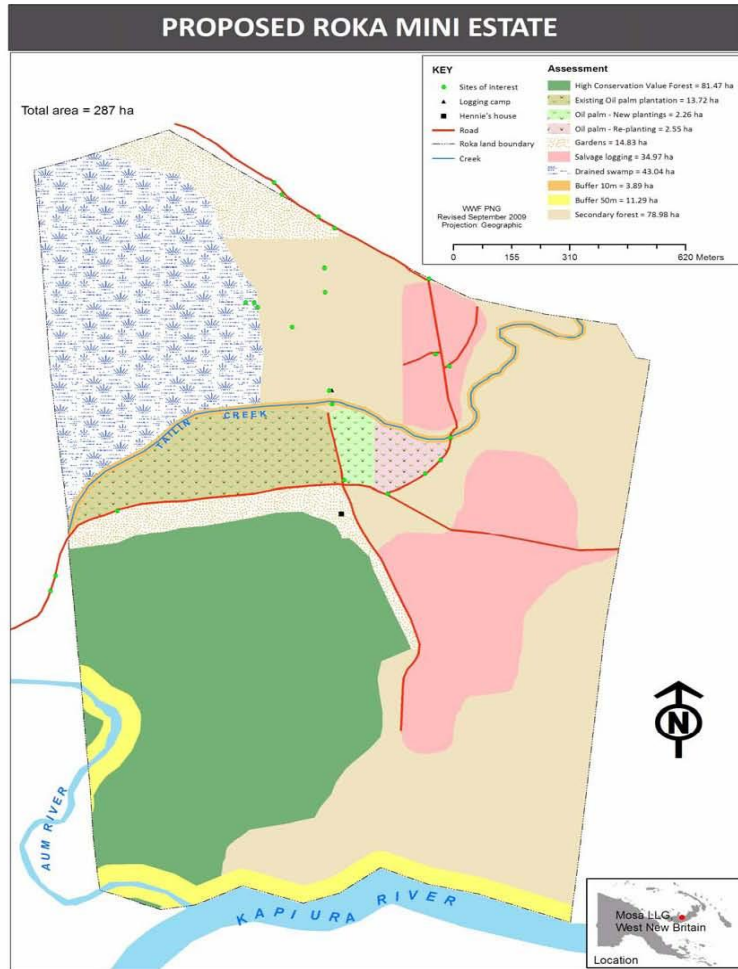 PROPOSED ROKA MINI ESTATE
Total area = 287 ha
KEY
Sites of Interest
Logging camp
Hennie's house
Road
Roka land boundary
Creek
WWF PNG
Revised September 2009
Projection: Geographic
Assessment
High Conservation Value Forest = 81.47 ha
Existing Oil palm plantation = 13.72 ha
Oil palm - New plantings = 2.26 ha
Oil palm - Re-planting = 2.55 ha
Gardens = 14.83 ha
Salvage logging = 34.97 ha
Drained swamp = 43.04 ha
Buffer 10m = 3.89 ha
Buffer 50m = 11.29 ha
Secondary forest = 78.98 ha
0 155 310 620 Meters
TAILIN CREEK
N
AUM RIVER
KAPIURA RIVER
Mosa LLG,
West New Britain
Location